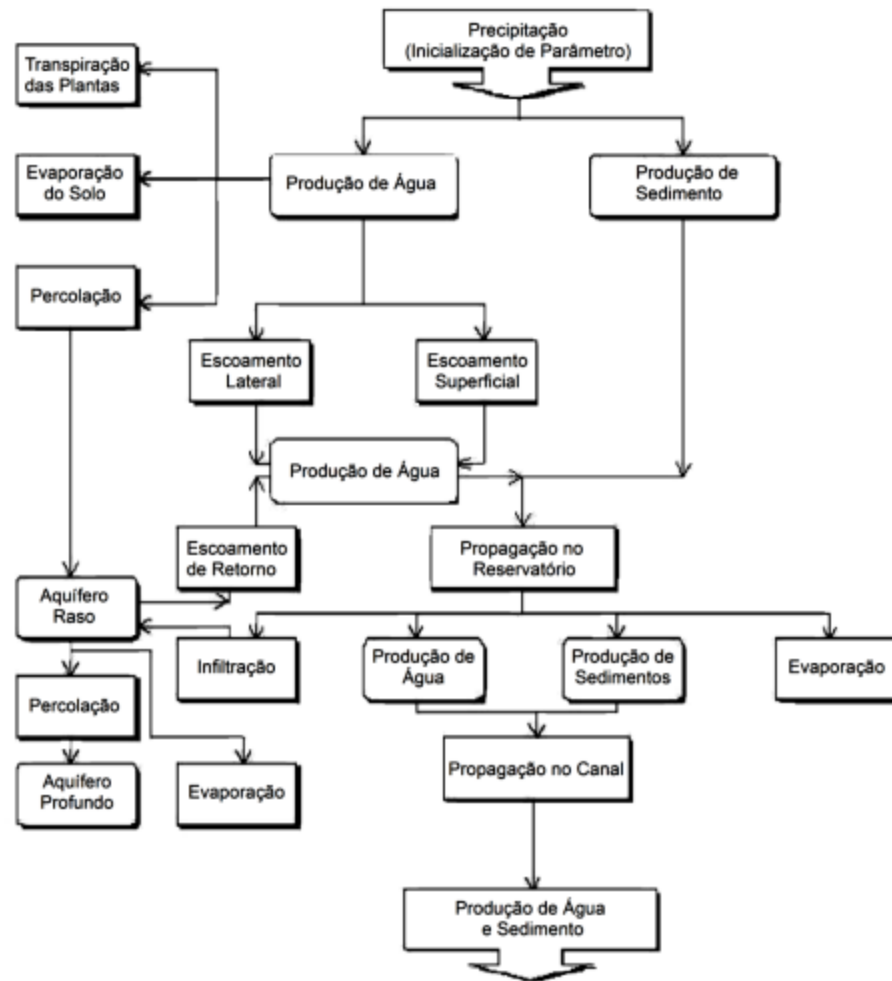 Precipitação
(Inicialização de Parâmetro)
Transpiração
das Plantas
Evaporação
do Solo
Produção de Água
Produção de
Sedimento
Percolação
Escoamento
Lateral
Escoamento
Superficial
Produção de Água
Escoamento
de Retorno
Propagação no
Reservatório
Aquífero
Raso
Infiltração
Produção de
Água
Produção de
Sedimentos
Evaporação
Percolação
Aquífero
Profundo
Evaporação
Propagação no Canal
Produção de Água
e Sedimento